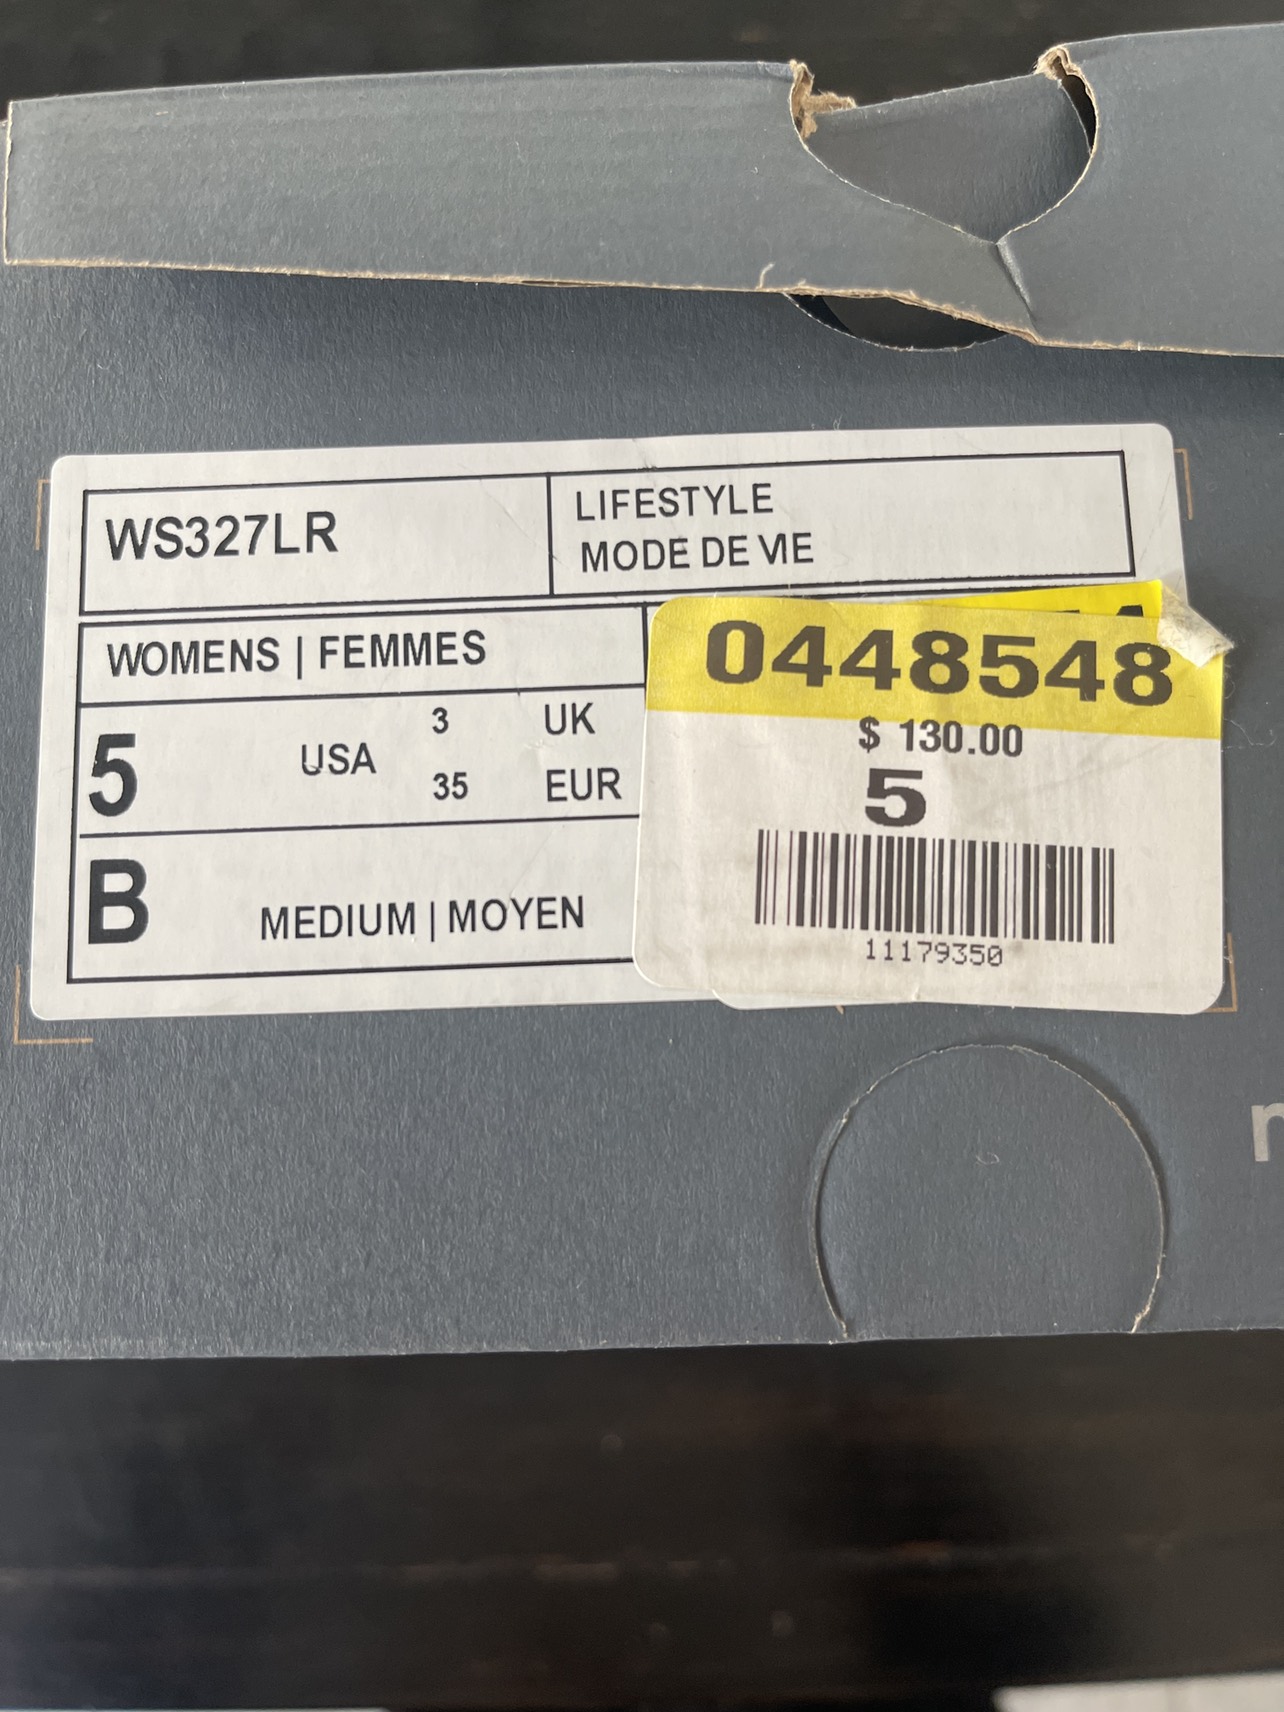 WS327LR
LIFESTYLE
MODE DE VIE
WOMENS | FEMMES
5 USA
3 UK
35 EUR
B MEDIUM | MOYEN
0448548
$ 130.00
5
11179350